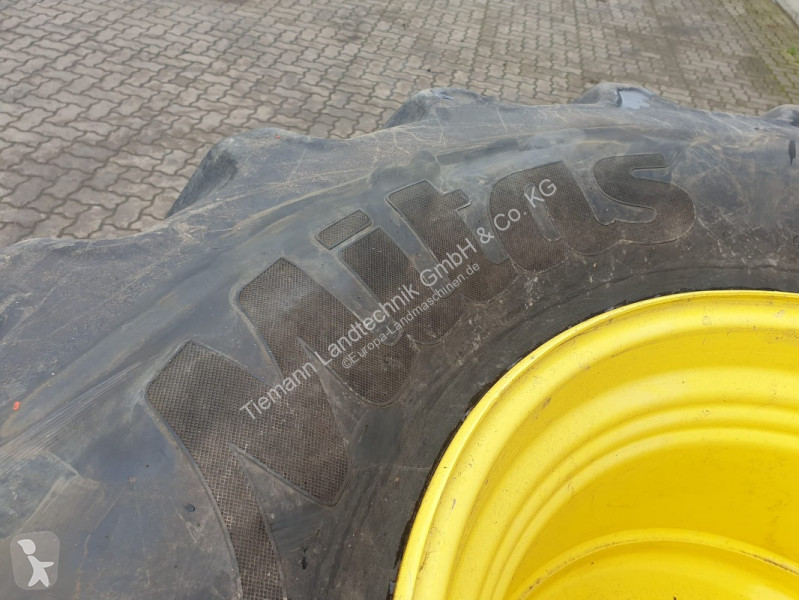 Mitas
Tiemann Landtechnik GmbH & Co. KG
©Europa-Landmaschinen.de